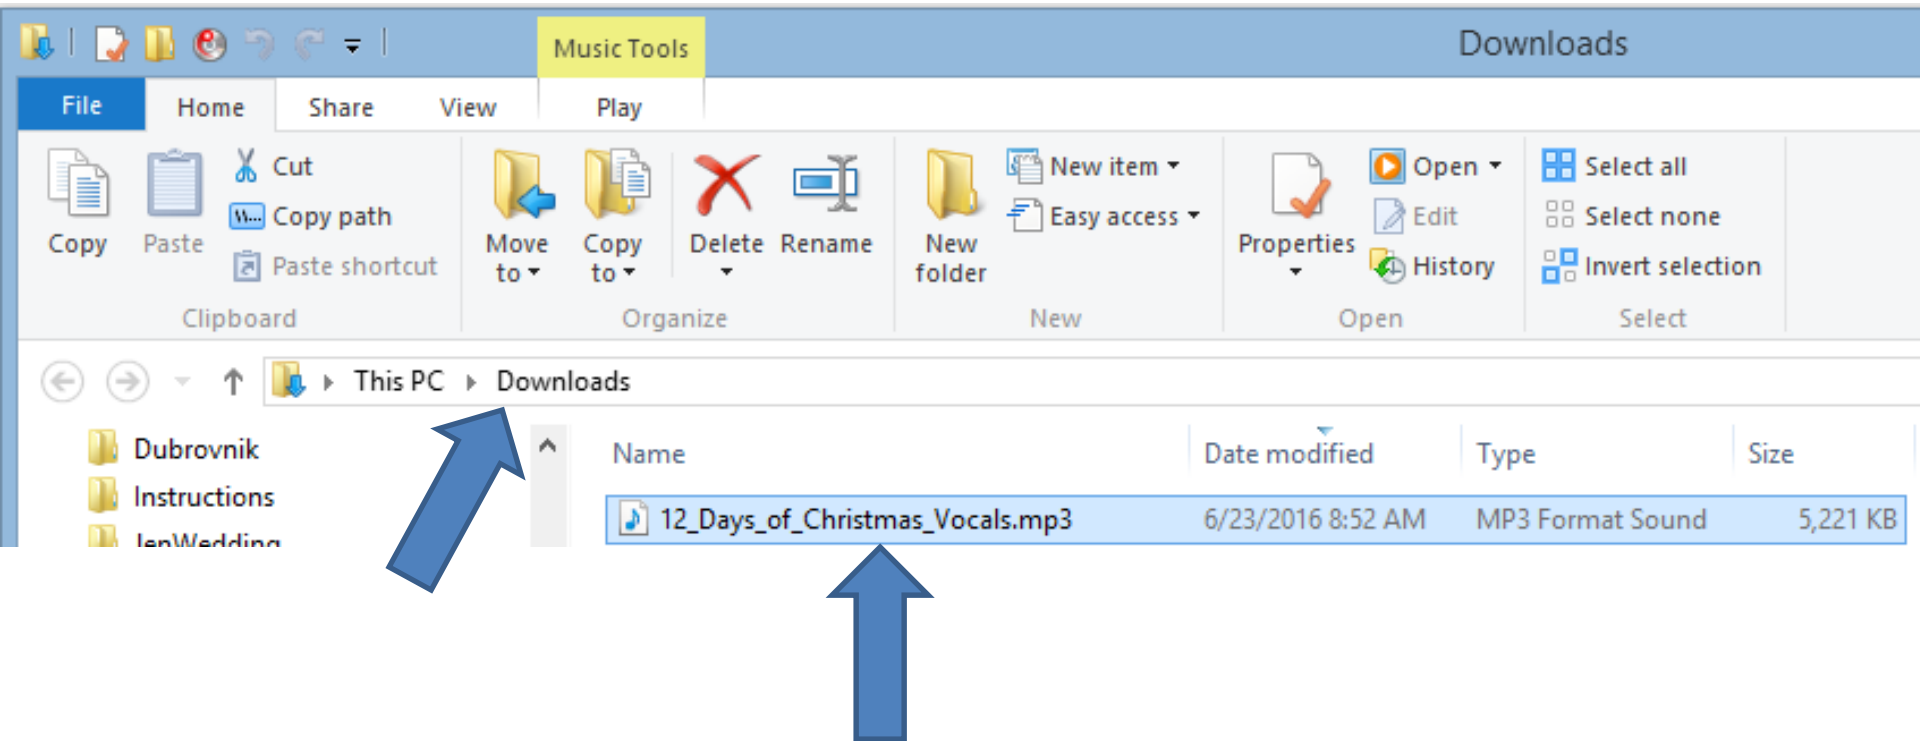 Music Tools
Downloads
File Home Share View Play
Copy
Paste
Cut
Copy path
Paste shortcut
Clipboard
Move to
Copy to
Delete
Rename
Organize
New folder
New item
Easy access
New
Properties
Open
Edit
History
Open
Select all
Select none
Invert selection
Select
This PC Downloads
Dubrovnik
Instructions
JenWedding
Name Date modified Type Size
12_Days_of_Christmas_Vocals.mp3 6/23/2016 8:52 AM MP3 Format Sound 5,221 KB